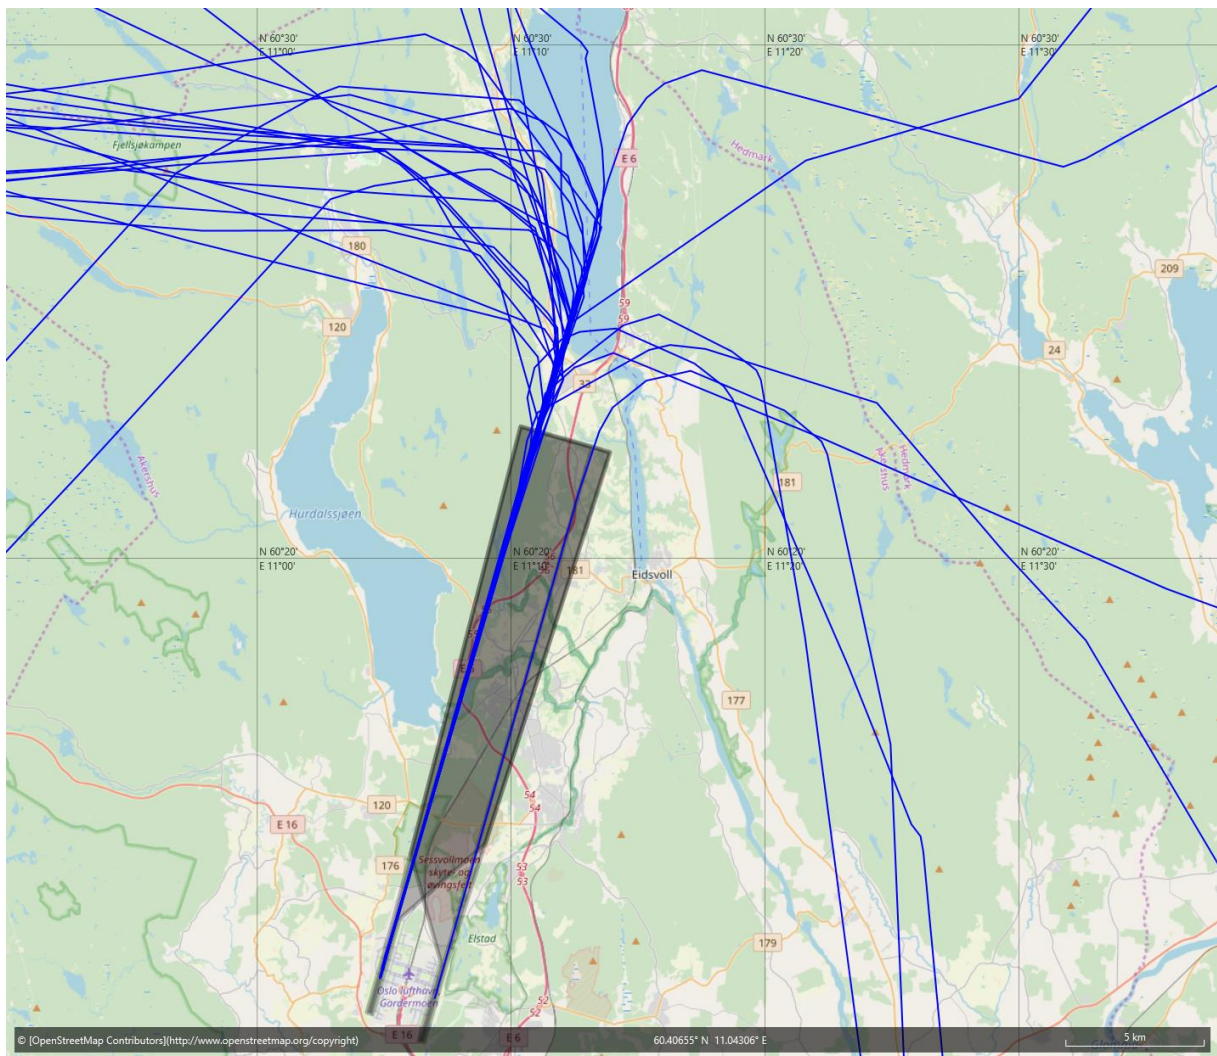 N 60°30'
E 11°00'
N 60°30'
E 11°10'
N 60°30'
E 11°20'
N 60°30'
E 11°30'
Fjellsjøkampen
E 6
Hedmark
180
209
59
59
120
24
33
Akershus
Hedmark
Akershus
181
Hurdalssjøen
N 60°20'
E 11°00'
N 60°20'
E 11°10'
N 60°20'
E 11°20'
N 60°20'
E 11°30'
56
56
181
Eidsvoll
E 6
177
54
54
120
E 16
176
Sessvollmoen
skyte- og
øvingsfelt
53
53
Elstad
179
Oslo lufthavn,
Gardermoen
52
52
E 16
E 6
© [OpenStreetMap Contributors](http://www.openstreetmap.org/copyright)
60.40655° N 11.04306° E
5 km